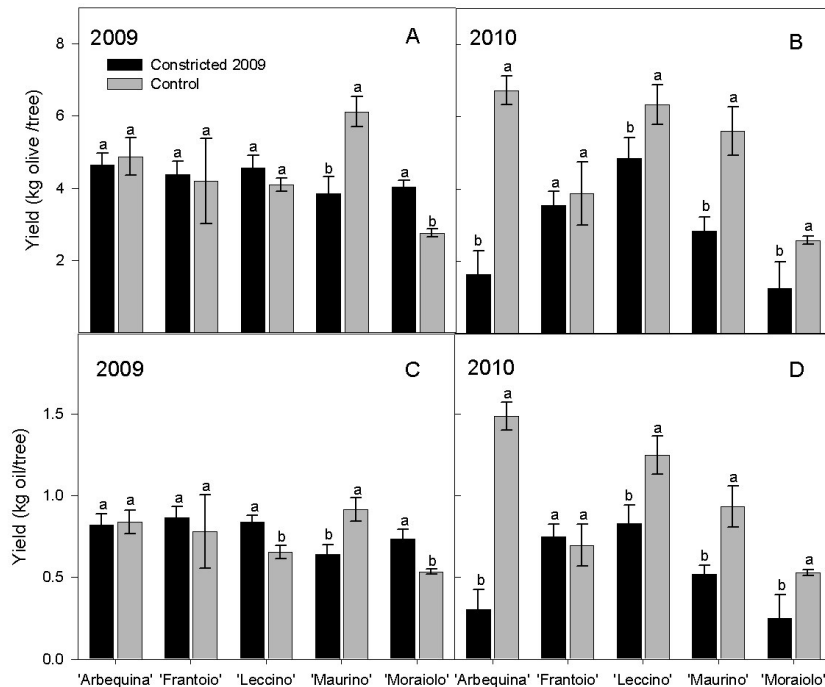 2009
A
Constricted 2009
Control
2010
B
8
6
4
2
Yield (kg olive /tree)
a a a a a a b a a b
b a a a b a b a b a
2009
C
2010
D
1.5
1.0
0.5
0.0
Yield (kg oil/tree)
a a a a a b b a a b
b a a a b a b a b a
'Arbequina' 'Frantoio' 'Leccino' 'Maurino' 'Moraiolo'
'Arbequina' 'Frantoio' 'Leccino' 'Maurino' 'Moraiolo'